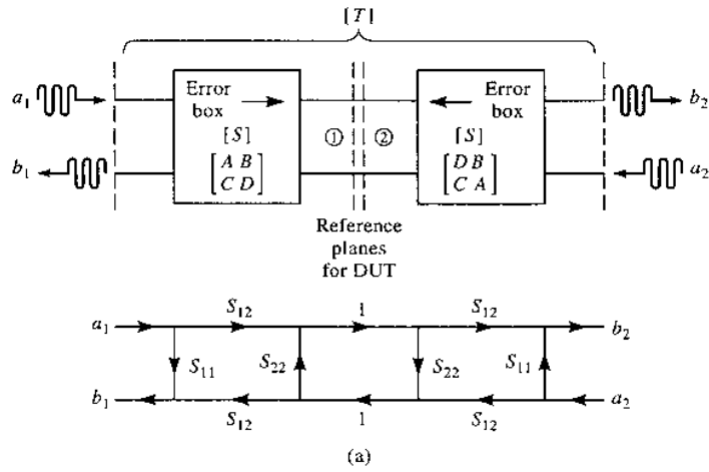 [T]
a1 Error box Error box b2
[S] ① ② [S]
b1 [A B C D] [D B C A] a2
Reference
planes
for DUT
a1 S12 1 S12 b2
S11 S22 S22 S11
b1 S12 1 S12 a2
(a)